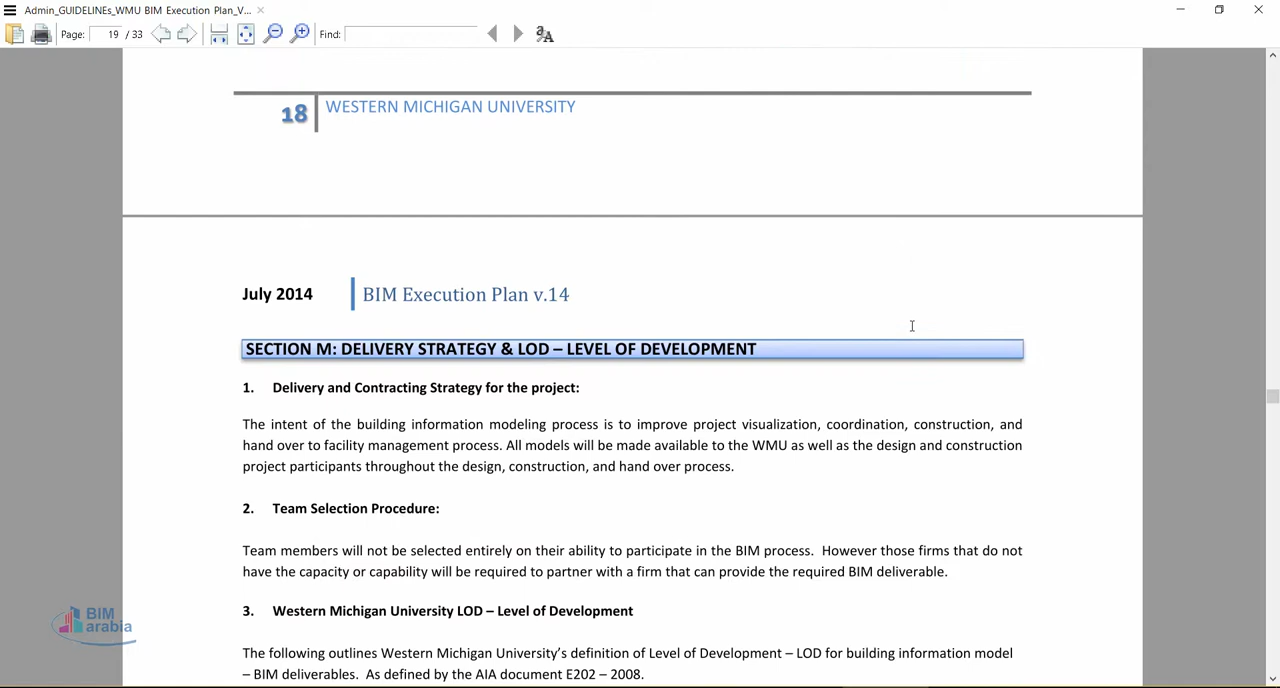 Admin_GUIDELINEs_WMU BIM Execution Plan_V...
Page: 19 / 33 Find:
18 WESTERN MICHIGAN UNIVERSITY
July 2014 BIM Execution Plan v.14
SECTION M: DELIVERY STRATEGY & LOD – LEVEL OF DEVELOPMENT
1. Delivery and Contracting Strategy for the project:
The intent of the building information modeling process is to improve project visualization, coordination, construction, and
hand over to facility management process. All models will be made available to the WMU as well as the design and construction
project participants throughout the design, construction, and hand over process.
2. Team Selection Procedure:
Team members will not be selected entirely on their ability to participate in the BIM process. However those firms that do not
have the capacity or capability will be required to partner with a firm that can provide the required BIM deliverable.
3. Western Michigan University LOD – Level of Development
The following outlines Western Michigan University's definition of Level of Development – LOD for building information model
– BIM deliverables. As defined by the AIA document E202 – 2008.
BIM
arabia